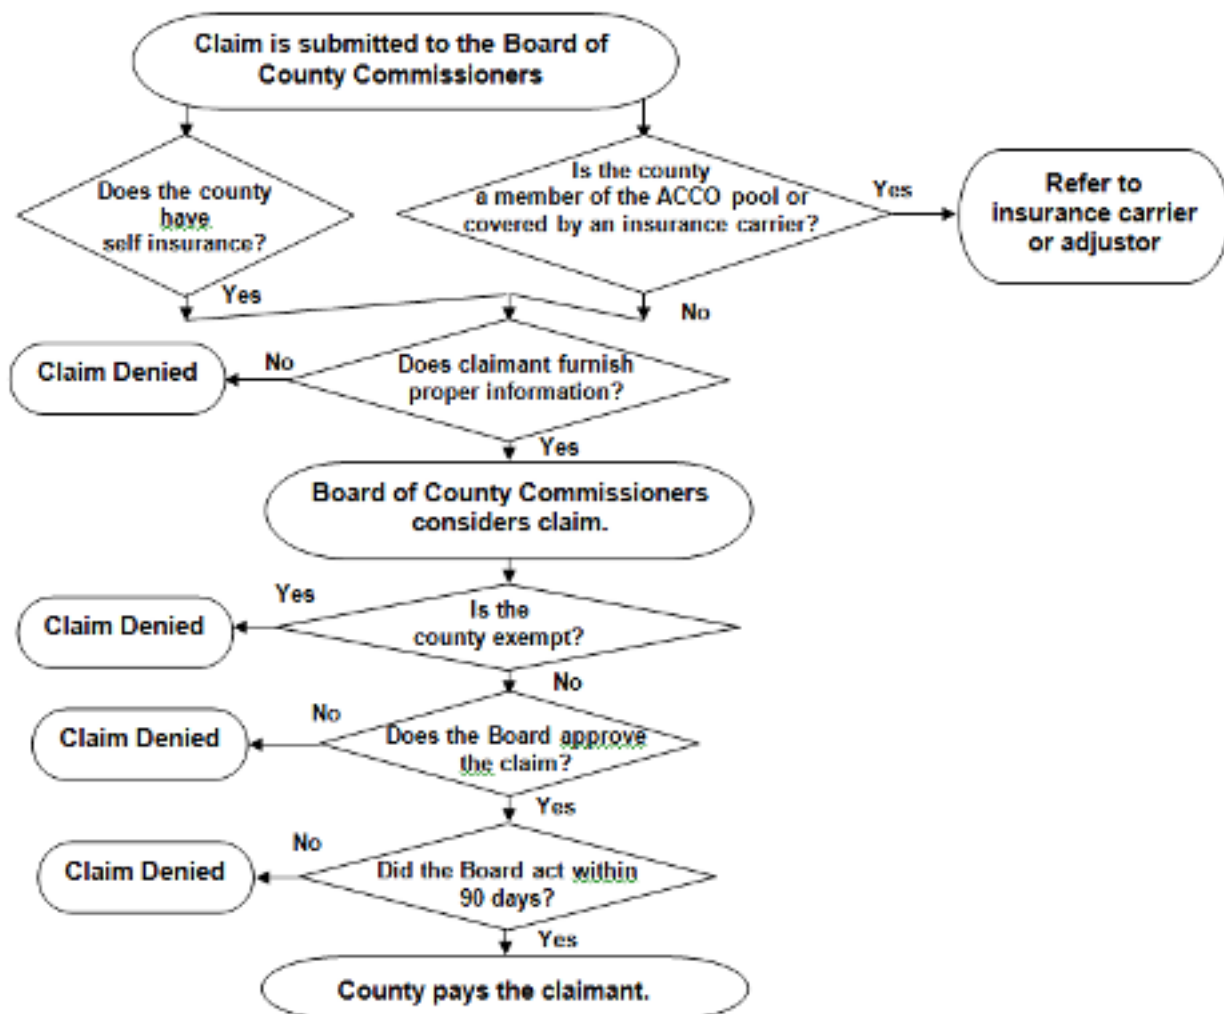 Claim is submitted to the Board of
County Commissioners
Does the county
have
self insurance?
Is the county
a member of the ACCO pool or
covered by an insurance carrier?
Yes
Refer to
insurance carrier
or adjustor
Yes
No
Claim Denied
No
Does claimant furnish
proper information?
Yes
Board of County Commissioners
considers claim.
Yes
Claim Denied
Is the
county exempt?
No
No
Claim Denied
Does the Board approve
the claim?
Yes
No
Claim Denied
Did the Board act within
90 days?
Yes
County pays the claimant.